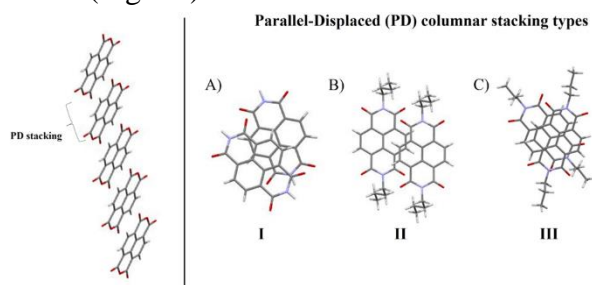 Parallel-Displaced (PD) columnar stacking types
A)
B)
C)
PD stacking
I
II
III